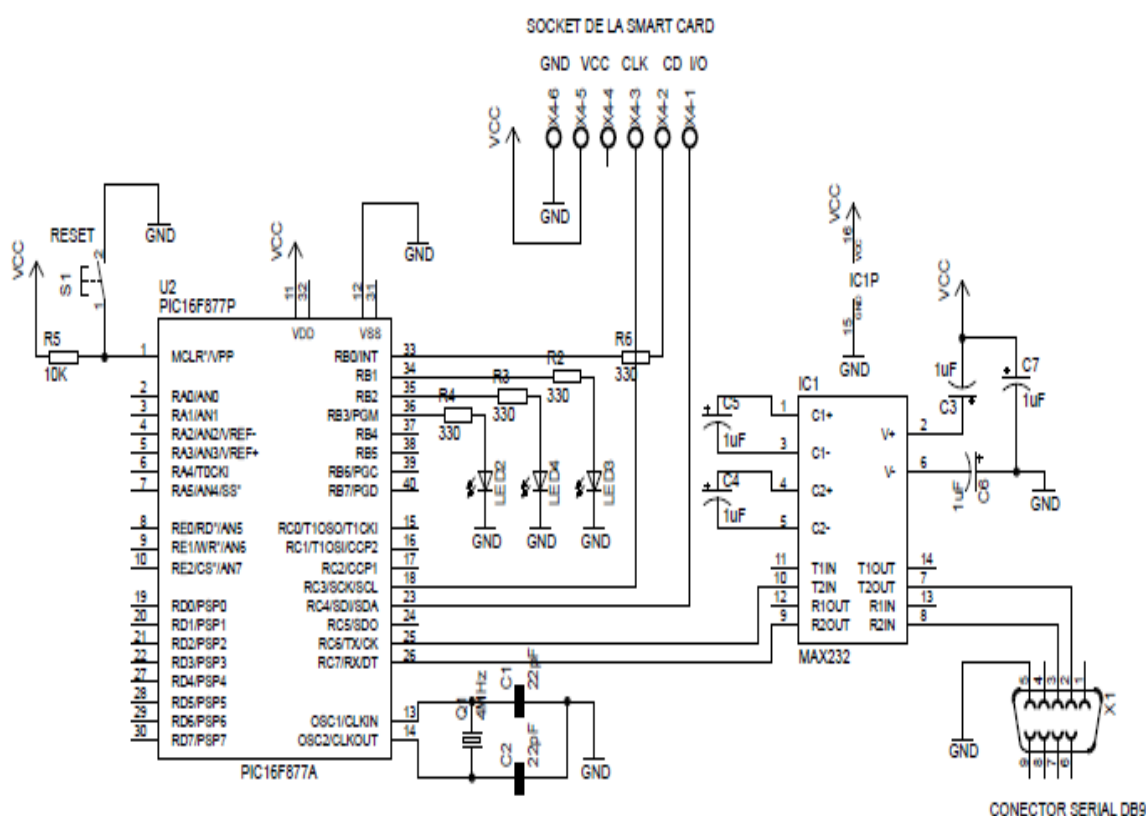 SOCKET DE LA SMART CARD
GND VCC CLK CD I/O
X4-6
X4-5
X4-4
X4-3
X4-2
X4-1
VCC
GND
VCC
RESET
S1
2
1
GND
R5
10K
U2
PIC16F877P
11
32
12
31
VDD
VSS
GND
1 MCLR*/VPP
2 RA0/AN0
3 RA1/AN1
4 RA2/AN2/VREF-
5 RA3/AN3/VREF+
6 RA4/T0CKI
7 RA5/AN4/SS*
8 RE0/RD*/AN5
9 RE1/WR*/AN6
10 RE2/CS*/AN7
19 RD0/PSP0
20 RD1/PSP1
21 RD2/PSP2
22 RD3/PSP3
27 RD4/PSP4
28 RD5/PSP5
29 RD6/PSP6
30 RD7/PSP7
RB0/INT 33
RB1 34
RB2 35
RB3/PGM 36
RB4 37
RB5 38
RB6/PGC 39
RB7/PGD 40
RC0/T1OSO/T1CKI 15
RC1/T1OSI/CCP2 16
RC2/CCP1 17
RC3/SCK/SCL 18
RC4/SDI/SDA 23
RC5/SDO 24
RC6/TX/CK 25
RC7/RX/DT 26
OSC1/CLKIN 13
OSC2/CLKOUT 14
PIC16F877A
R6
330
R2
330
R3
330
R4
330
LED2
LED4
LED3
GND
GND
GND
Q1
4MHz
C1
22pF
C2
22pF
GND
VCC
16
VCC
IC1P
15
GND
GND
VCC
1uF
C3
C7
1uF
C6
1uF
GND
C5
1uF
C4
1uF
IC1
1 C1+
3 C1-
4 C2+
5 C2-
V+ 2
V- 6
11 T1IN T1OUT 14
10 T2IN T2OUT 7
12 R1OUT R1IN 13
9 R2OUT R2IN 8
MAX232
GND
5
4
3
2
1
9
8
7
6
X1
CONECTOR SERIAL DB9